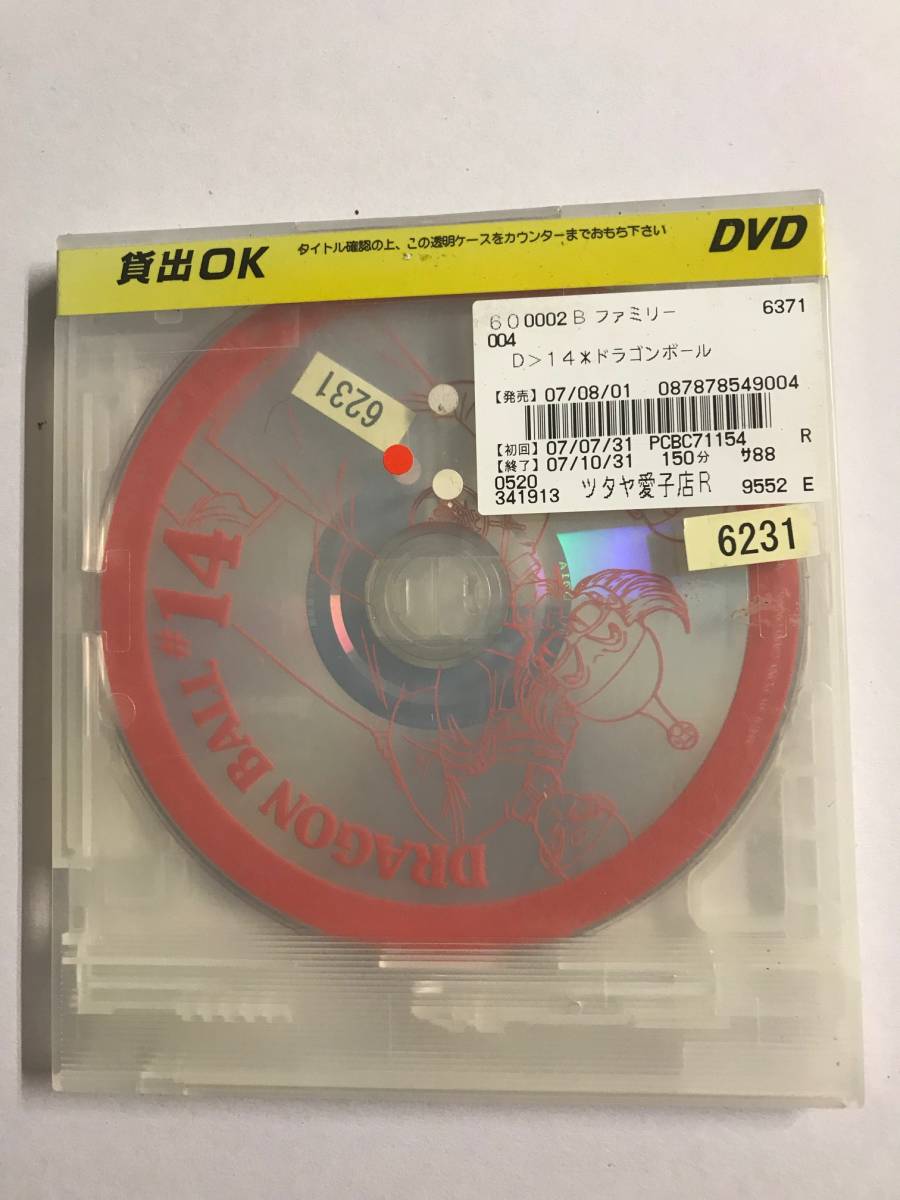 貸出OK
タイトル確認の上、この透明ケースをカウンターまでおもち下さい
DVD
600002B ファミリー 6371
004
D>14*ドラゴンボール
【発売】07/08/01 087878549004
【初回】07/07/31 PCBC71154 R
【終了】07/10/31 150分 ｻ88
0520
341913 ツタヤ愛子店R 9552 E
6231
6231
DRAGON BALL #14